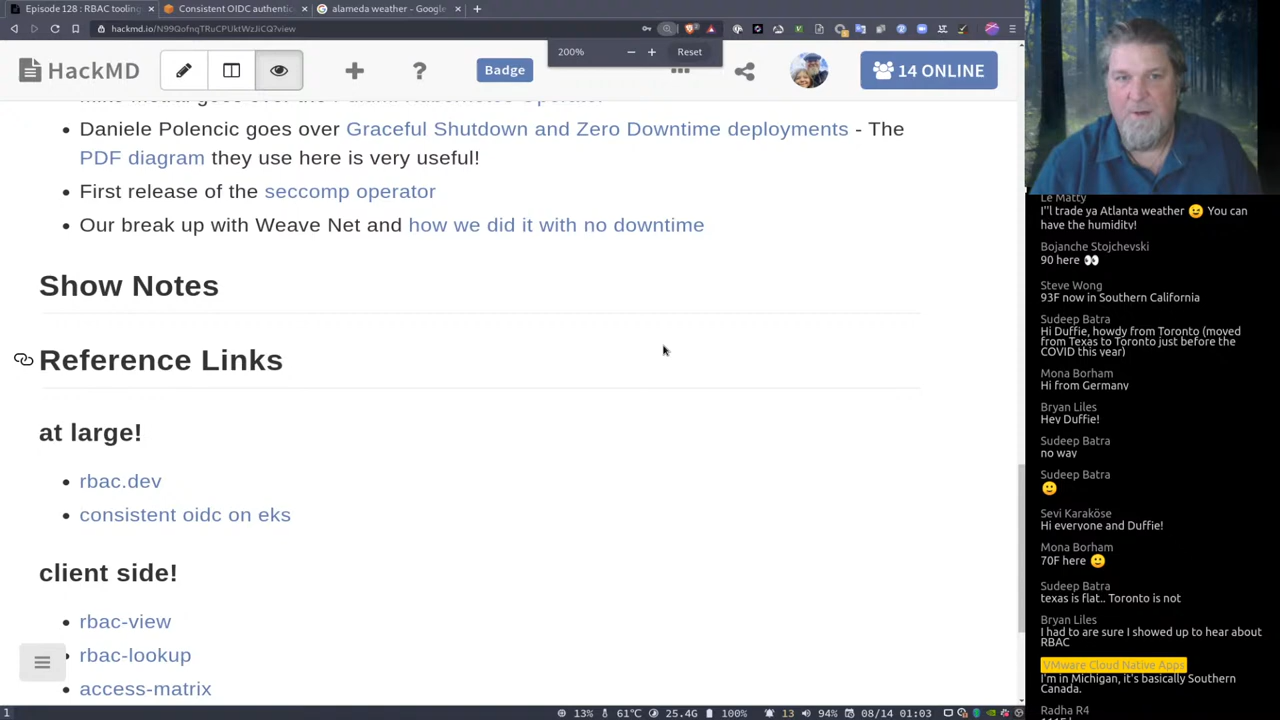 Episode 128 : RBAC tooling
Consistent OIDC authentic
alameda weather - Google
hackmd.io/N99QofnqTRuCPUktWzJiCQ?view
200%
Reset
HackMD
Badge
14 ONLINE
Daniele Polencic goes over Graceful Shutdown and Zero Downtime deployments - The
PDF diagram they use here is very useful!
First release of the seccomp operator
Our break up with Weave Net and how we did it with no downtime
Show Notes
Reference Links
at large!
rbac.dev
consistent oidc on eks
client side!
rbac-view
rbac-lookup
access-matrix
Le Matty
I''l trade ya Atlanta weather 😉 You can
have the humidity!
Bojanche Stojchevski
90 here 👀
Steve Wong
93F now in Southern California
Sudeep Batra
Hi Duffie, howdy from Toronto (moved
from Texas to Toronto just before the
COVID this year)
Mona Borham
Hi from Germany
Bryan Liles
Hey Duffie!
Sudeep Batra
no way
Sudeep Batra
🙂
Sevi Karaköse
Hi everyone and Duffie!
Mona Borham
70F here 🙂
Sudeep Batra
texas is flat.. Toronto is not
Bryan Liles
I had to are sure I showed up to hear about
RBAC
VMware Cloud Native Apps
I'm in Michigan, it's basically Southern
Canada.
Radha R4
1 13% 61°C 25.4G 100% 13 94% 08/14 01:03